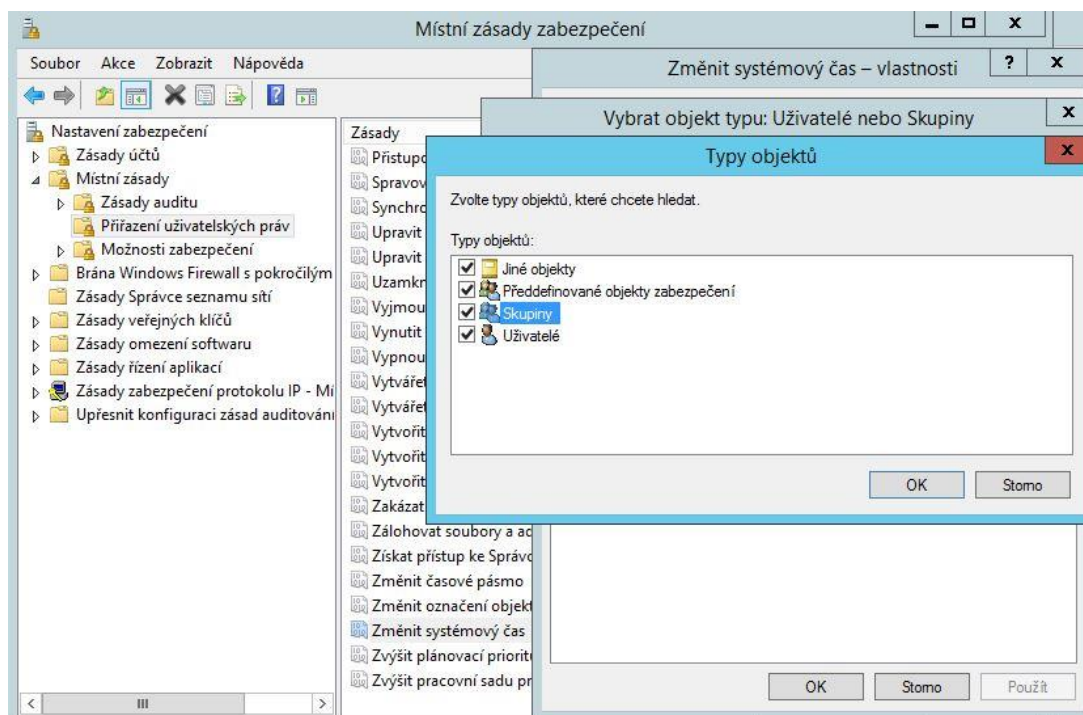 Místní zásady zabezpečení
Soubor Akce Zobrazit Nápověda
Nastavení zabezpečení
Zásady účtů
Místní zásady
Zásady auditu
Přiřazení uživatelských práv
Možnosti zabezpečení
Brána Windows Firewall s pokročilým
Zásady Správce seznamu sítí
Zásady veřejných klíčů
Zásady omezení softwaru
Zásady řízení aplikací
Zásady zabezpečení protokolu IP - Mí
Upřesnit konfiguraci zásad auditován
Zásady
Přistupo
Spravov
Synchro
Upravit
Upravit
Uzamkn
Vyjmou
Vynutit
Vypnou
Vytvářet
Vytvářet
Vytvořit
Vytvořit
Vytvořit
Zakázat
Zálohovat soubory a ad
Získat přístup ke Správc
Změnit časové pásmo
Změnit označení objekt
Změnit systémový čas
Zvýšit plánovací priorit
Zvýšit pracovní sadu pr
Změnit systémový čas – vlastnosti
Vybrat objekt typu: Uživatelé nebo Skupiny
Typy objektů
Zvolte typy objektů, které chcete hledat.
Typy objektů:
Jiné objekty
Předdefinované objekty zabezpečení
Skupiny
Uživatelé
OK Storno
OK Storno Použít